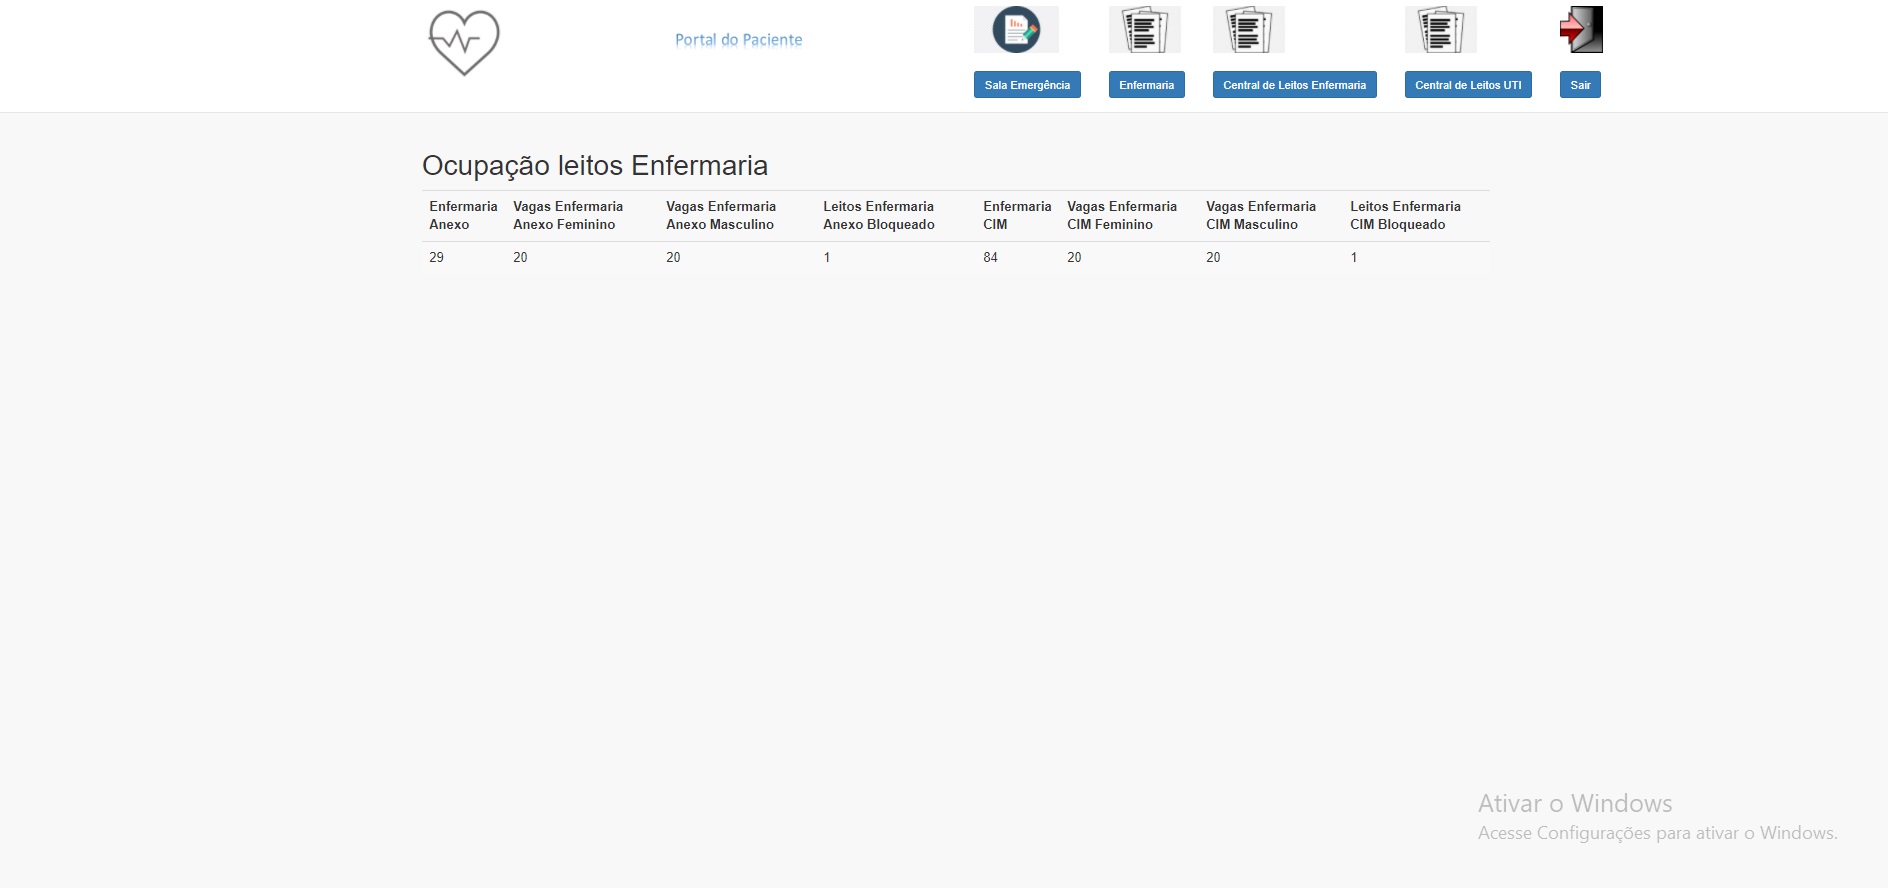 Portal do Paciente
Sala Emergência
Enfermaria
Central de Leitos Enfermaria
Central de Leitos UTI
Sair
Ocupação leitos Enfermaria
Enfermaria Anexo
Vagas Enfermaria Anexo Feminino
Vagas Enfermaria Anexo Masculino
Leitos Enfermaria Anexo Bloqueado
Enfermaria CIM
Vagas Enfermaria CIM Feminino
Vagas Enfermaria CIM Masculino
Leitos Enfermaria CIM Bloqueado
29 20 20 1 84 20 20 1
Ativar o Windows
Acesse Configurações para ativar o Windows.